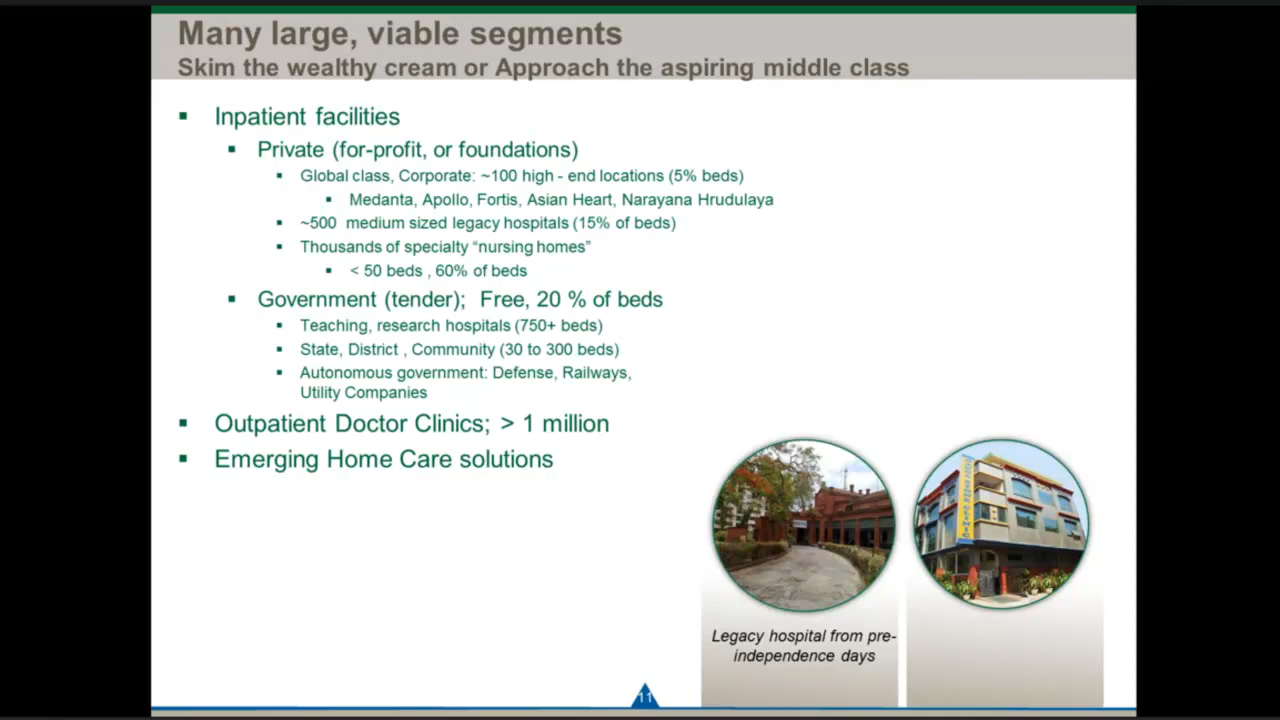 Many large, viable segments
Skim the wealthy cream or Approach the aspiring middle class
Inpatient facilities
Private (for-profit, or foundations)
Global class, Corporate: ~100 high - end locations (5% beds)
Medanta, Apollo, Fortis, Asian Heart, Narayana Hrudulaya
~500 medium sized legacy hospitals (15% of beds)
Thousands of specialty “nursing homes”
< 50 beds , 60% of beds
Government (tender); Free, 20 % of beds
Teaching, research hospitals (750+ beds)
State, District , Community (30 to 300 beds)
Autonomous government: Defense, Railways,
Utility Companies
Outpatient Doctor Clinics; > 1 million
Emerging Home Care solutions
Legacy hospital from pre-
independence days
11